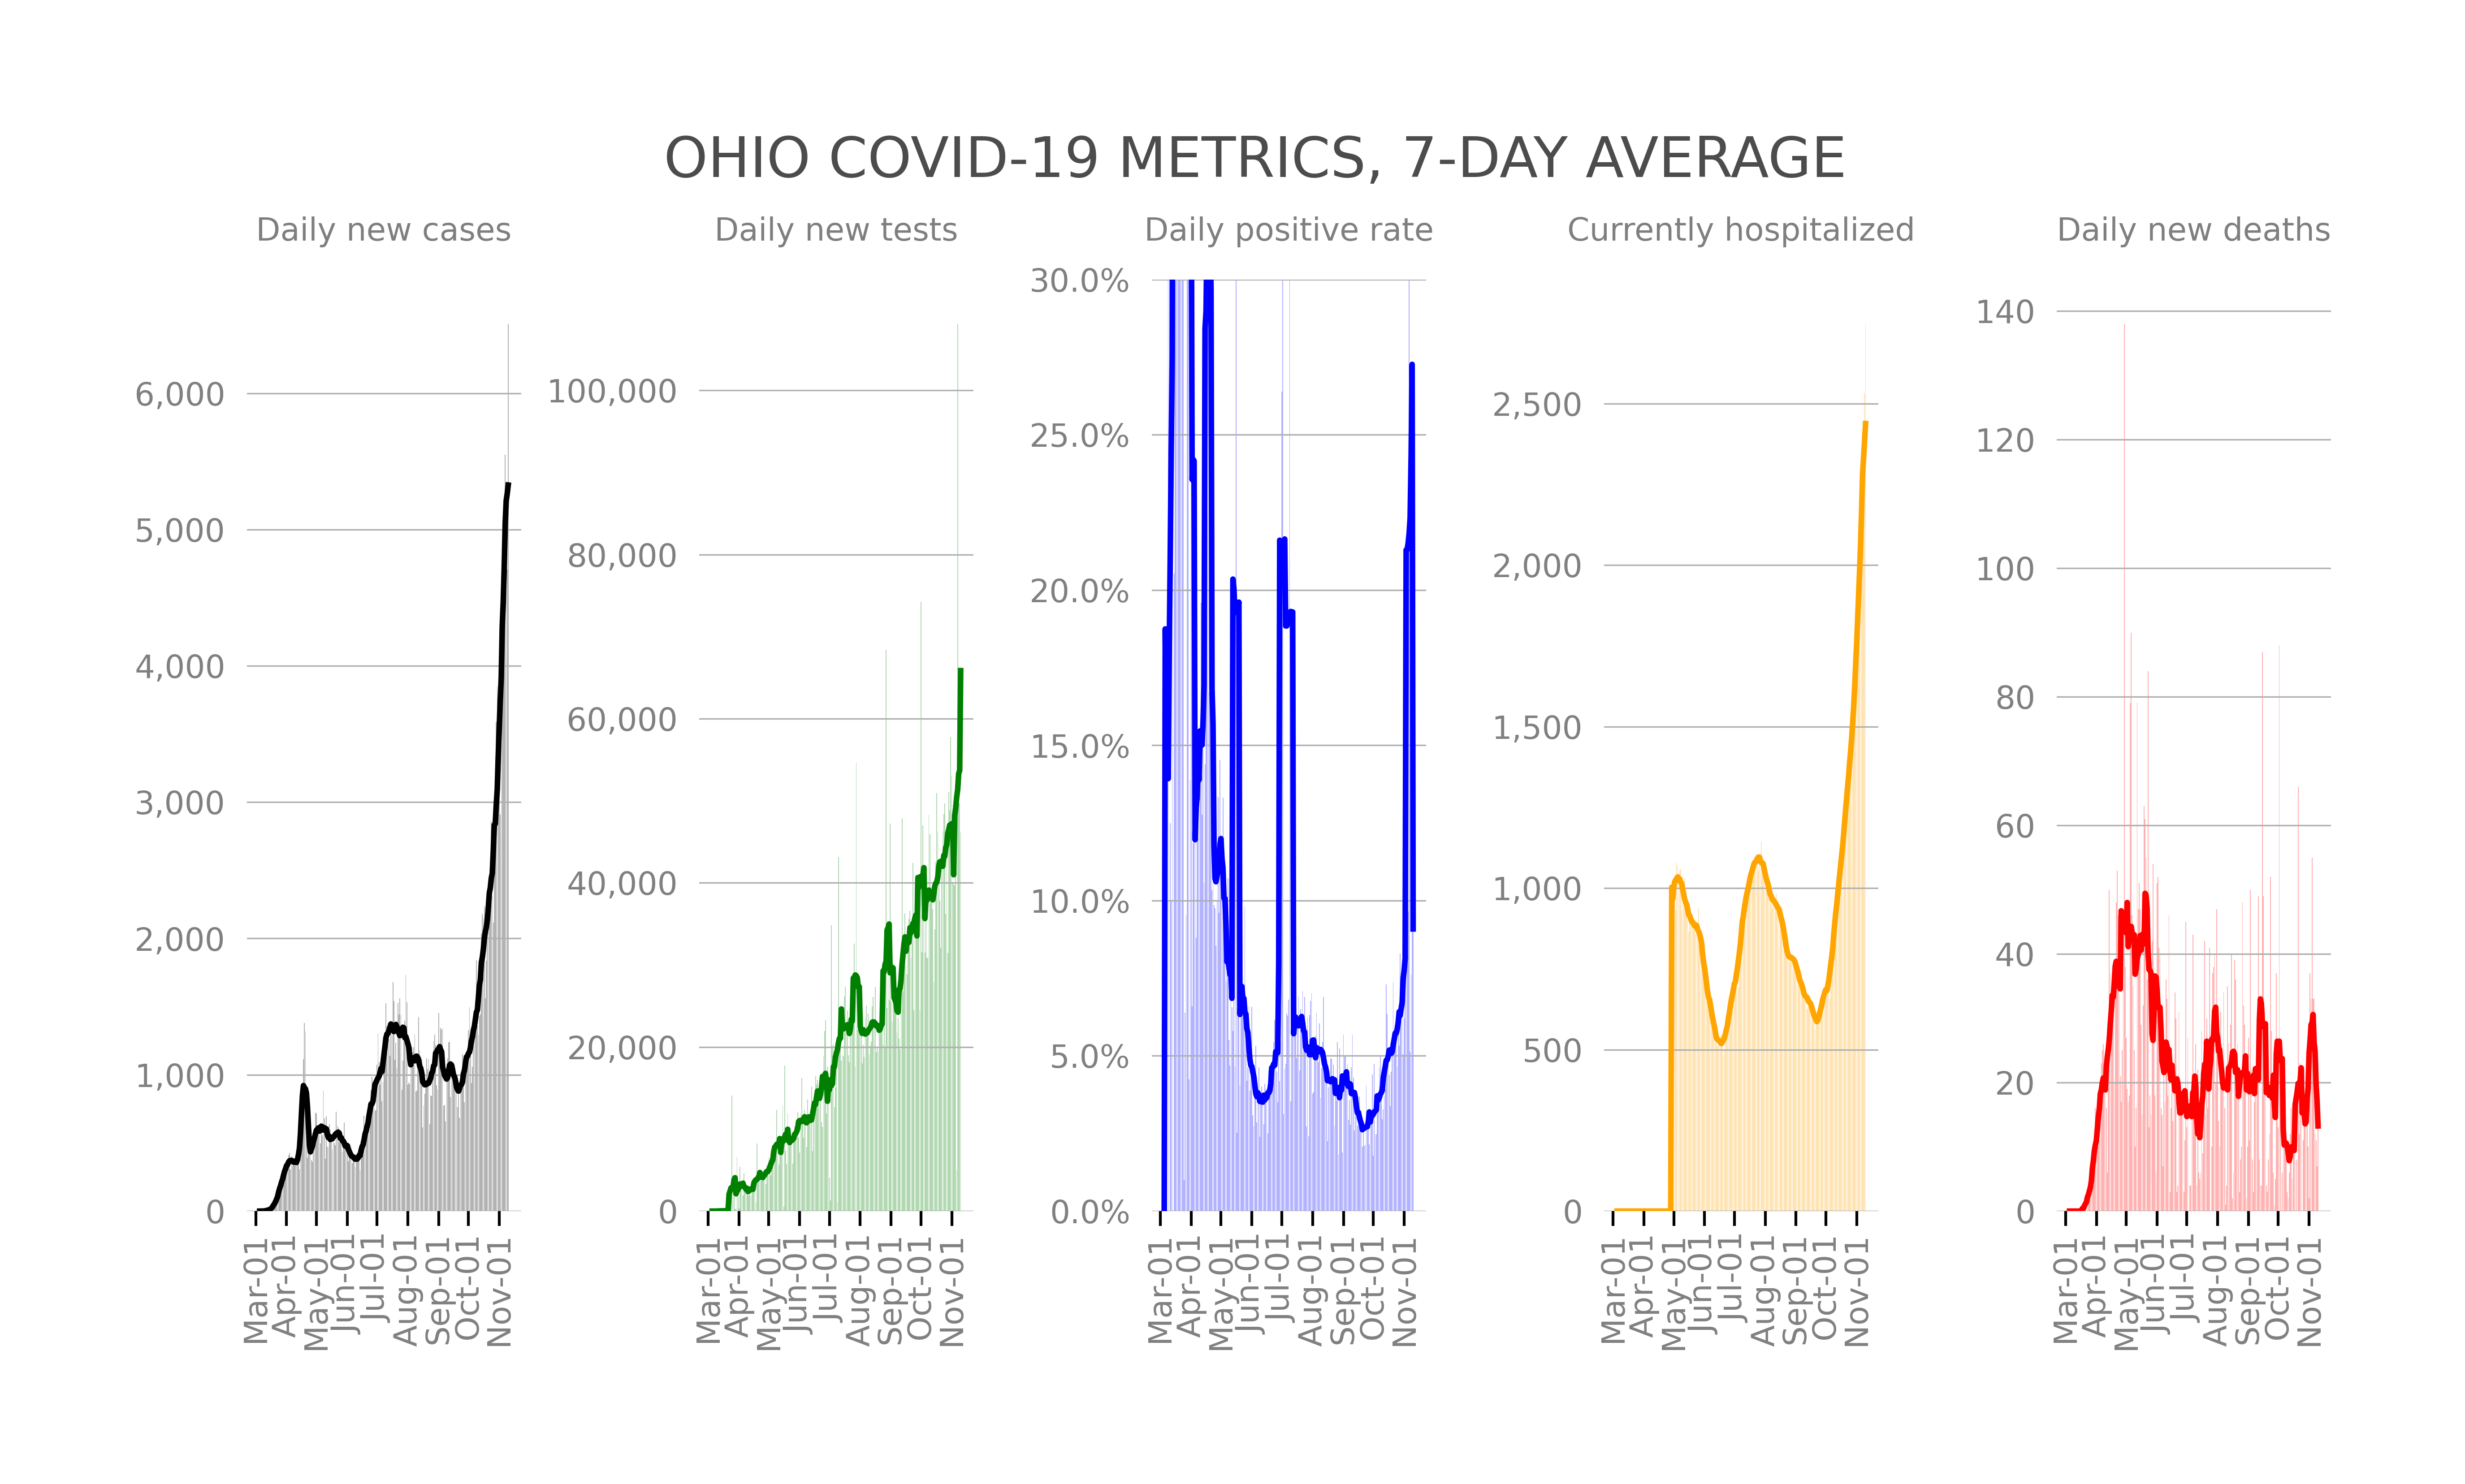 OHIO COVID-19 METRICS, 7-DAY AVERAGE
Daily new cases
6,000
5,000
4,000
3,000
2,000
1,000
0
Mar-01
Apr-01
May-01
Jun-01
Jul-01
Aug-01
Sep-01
Oct-01
Nov-01
Daily new tests
100,000
80,000
60,000
40,000
20,000
0
Mar-01
Apr-01
May-01
Jun-01
Jul-01
Aug-01
Sep-01
Oct-01
Nov-01
Daily positive rate
30.0%
25.0%
20.0%
15.0%
10.0%
5.0%
0.0%
Mar-01
Apr-01
May-01
Jun-01
Jul-01
Aug-01
Sep-01
Oct-01
Nov-01
Currently hospitalized
2,500
2,000
1,500
1,000
500
0
Mar-01
Apr-01
May-01
Jun-01
Jul-01
Aug-01
Sep-01
Oct-01
Nov-01
Daily new deaths
140
120
100
80
60
40
20
0
Mar-01
Apr-01
May-01
Jun-01
Jul-01
Aug-01
Sep-01
Oct-01
Nov-01